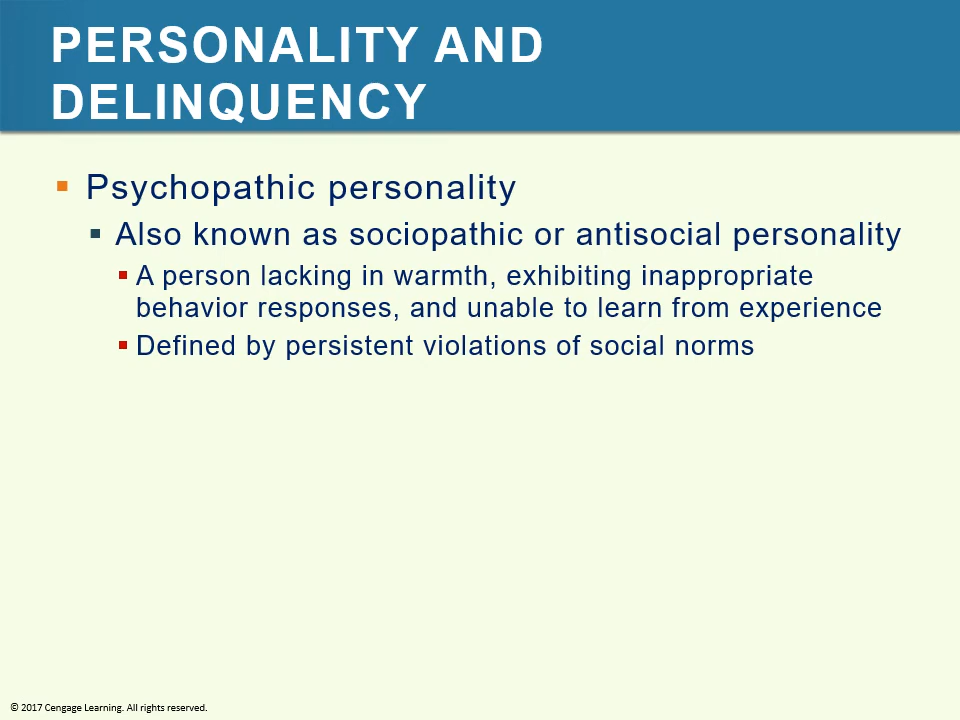 PERSONALITY AND
DELINQUENCY
Psychopathic personality
Also known as sociopathic or antisocial personality
A person lacking in warmth, exhibiting inappropriate
behavior responses, and unable to learn from experience
Defined by persistent violations of social norms
© 2017 Cengage Learning. All rights reserved.